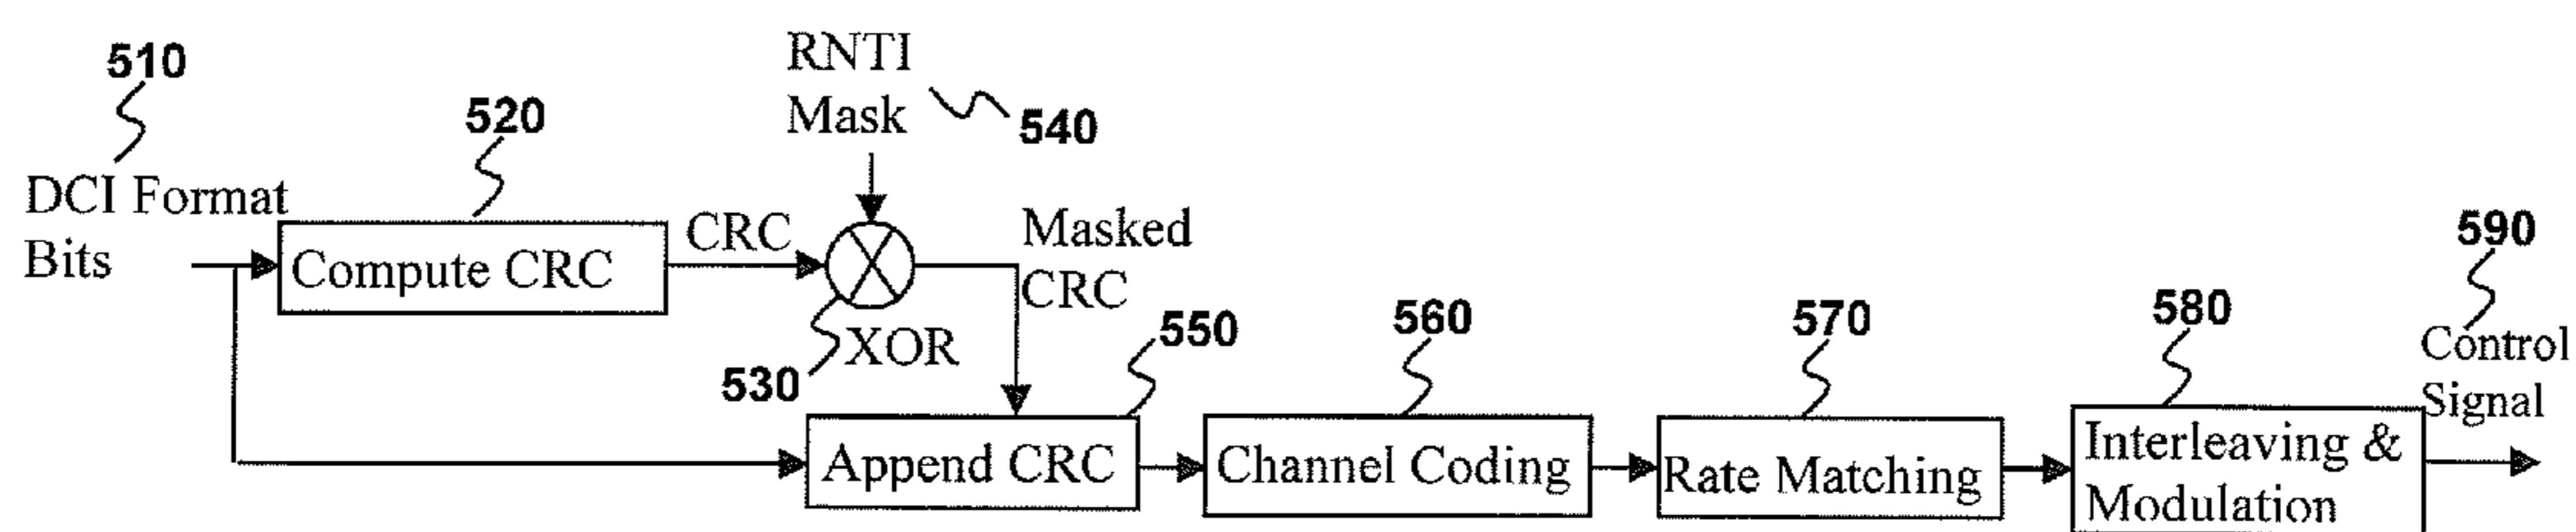 510
DCI Format
Bits
520
Compute CRC
CRC
RNTI
Mask
540
530
XOR
Masked
CRC
550
Append CRC
560
Channel Coding
570
Rate Matching
580
Interleaving &
Modulation
590
Control
Signal